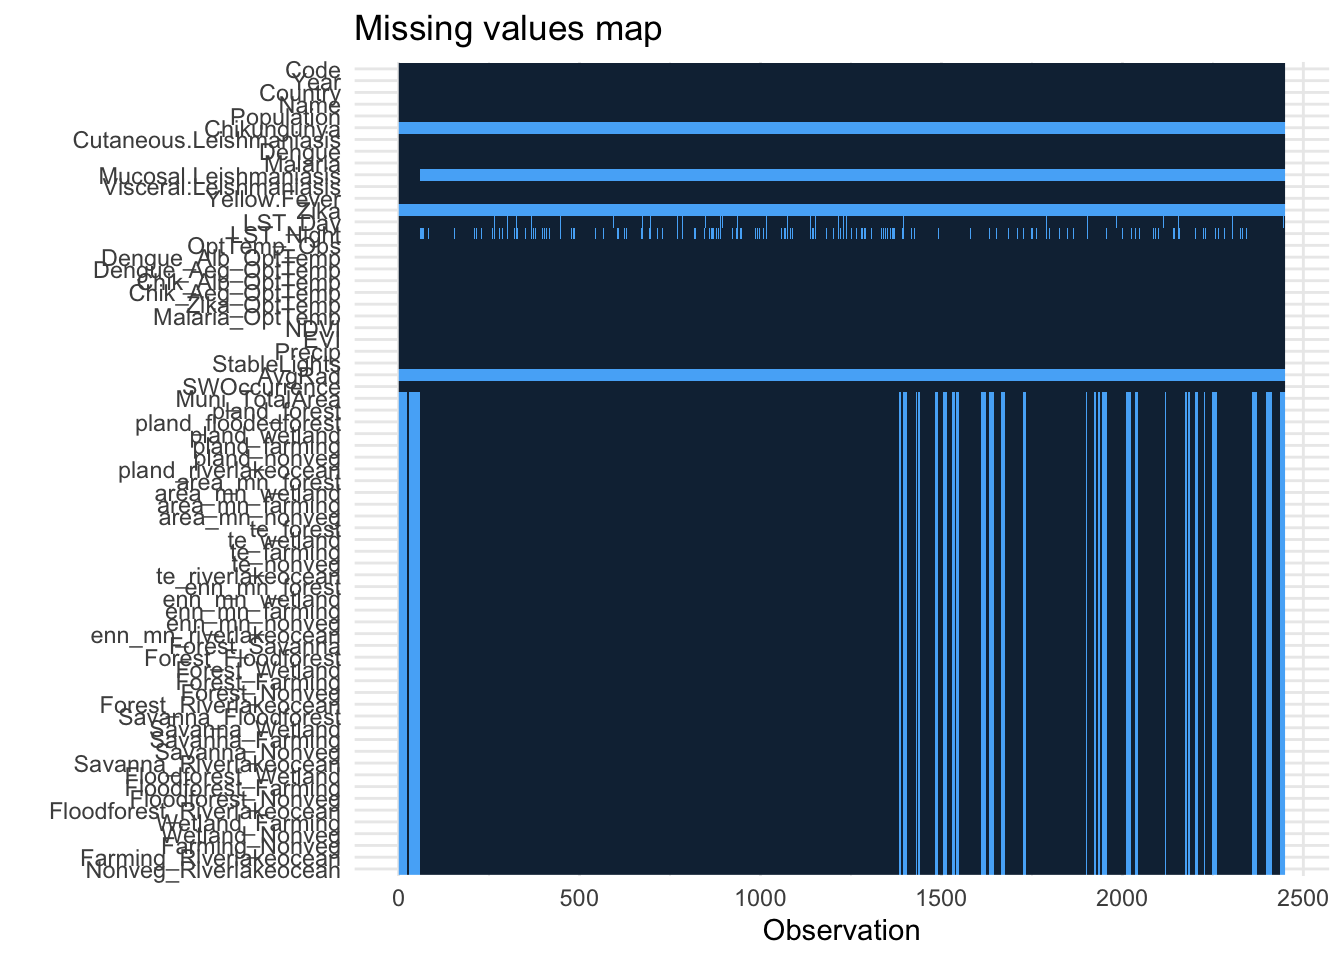 Missing values map
Code
Year
Country
Name
Population
Chikungunya
Cutaneous.Leishmaniasis
Dengue
Malaria
Mucosal.Leishmaniasis
Visceral.Leishmaniasis
Yellow.Fever
Zika
LST_Day
LST_Night
OptTemp_Obs
Dengue_Alb_OptTemp
Dengue_Aeg_OptTemp
Chik_Alb_OptTemp
Chik_Aeg_OptTemp
Zika_OptTemp
Malaria_OptTemp
NDVI
EVI
Precip
StableLights
AvgRad
SWOccurrence
Muni_TotalArea
pland_forest
pland_floodedforest
pland_wetland
pland_farming
pland_nonveg
pland_riverlakeocean
area_mn_forest
area_mn_wetland
area_mn_farming
area_mn_nonveg
te_forest
te_wetland
te_farming
te_nonveg
te_riverlakeocean
enn_mn_forest
enn_mn_wetland
enn_mn_farming
enn_mn_nonveg
enn_mn_riverlakeocean
Forest_Savanna
Forest_Floodforest
Forest_Wetland
Forest_Farming
Forest_Nonveg
Forest_Riverlakeocean
Savanna_Floodforest
Savanna_Wetland
Savanna_Farming
Savanna_Nonveg
Savanna_Riverlakeocean
Floodforest_Wetland
Floodforest_Farming
Floodforest_Nonveg
Floodforest_Riverlakeocean
Wetland_Farming
Wetland_Nonveg
Farming_Nonveg
Farming_Riverlakeocean
Nonveg_Riverlakeocean
0 500 1000 1500 2000 2500
Observation